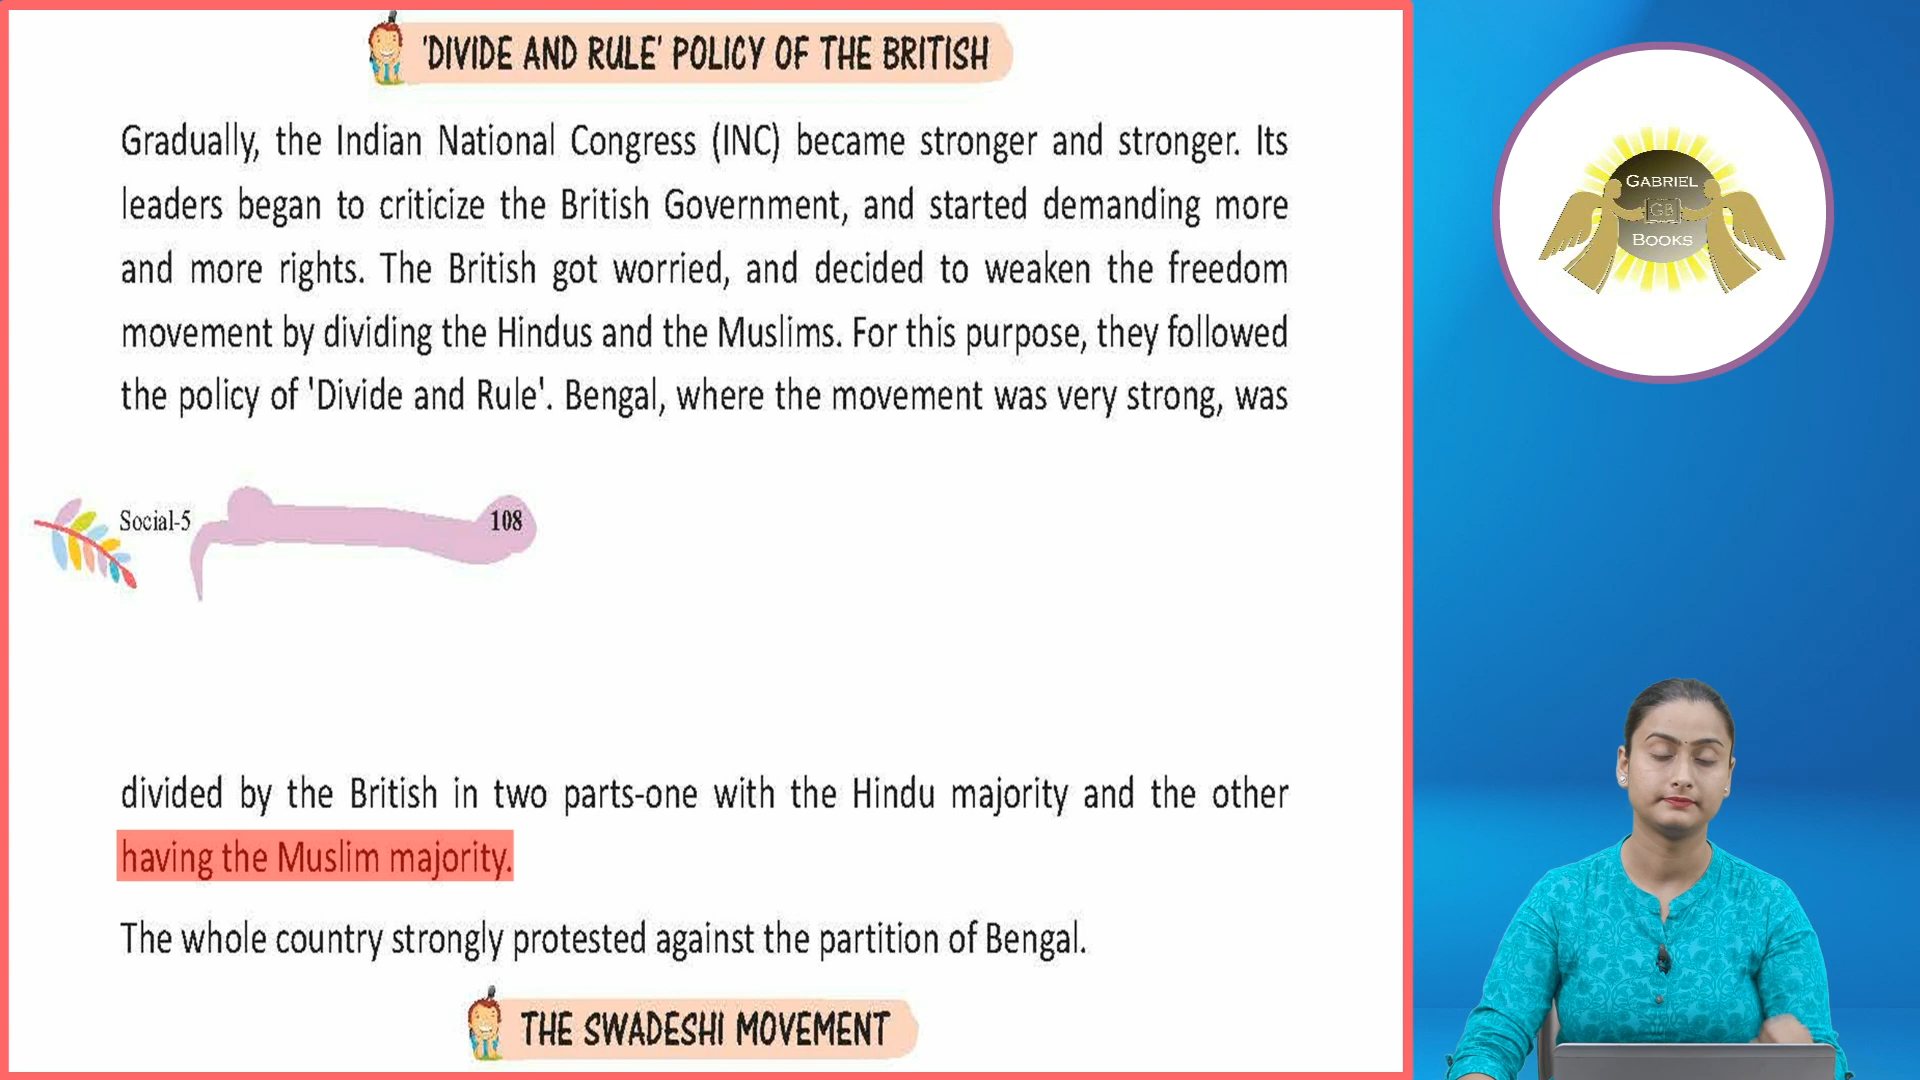 'DIVIDE AND RULE' POLICY OF THE BRITISH
Gradually, the Indian National Congress (INC) became stronger and stronger. Its
leaders began to criticize the British Government, and started demanding more
and more rights. The British got worried, and decided to weaken the freedom
movement by dividing the Hindus and the Muslims. For this purpose, they followed
the policy of 'Divide and Rule'. Bengal, where the movement was very strong, was
Social-5 108
divided by the British in two parts-one with the Hindu majority and the other
having the Muslim majority.
The whole country strongly protested against the partition of Bengal.
THE SWADESHI MOVEMENT
GABRIEL
GB
BOOKS